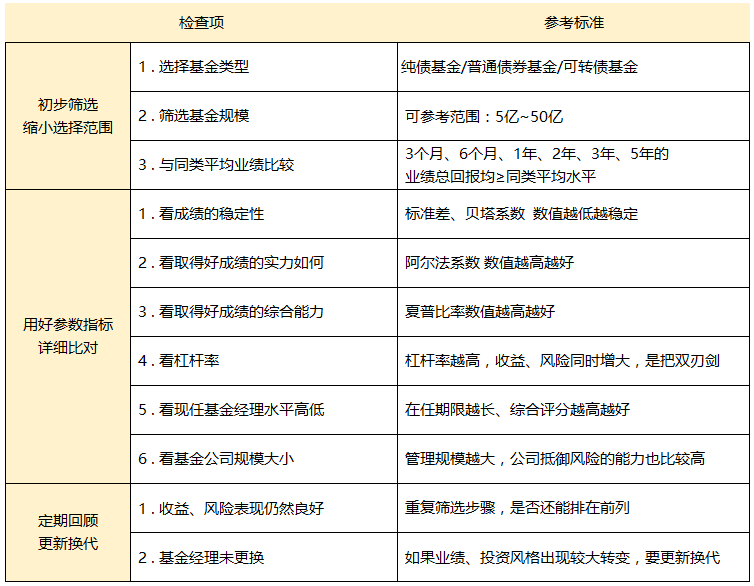 检查项
参考标准
初步筛选
缩小选择范围
1 . 选择基金类型
纯债基金/普通债券基金/可转债基金
2 . 筛选基金规模
可参考范围：5亿~50亿
3 . 与同类平均业绩比较
3个月、6个月、1年、2年、3年、5年的
业绩总回报均≥同类平均水平
用好参数指标
详细比对
1 . 看成绩的稳定性
标准差、贝塔系数 数值越低越稳定
2 . 看取得好成绩的实力如何
阿尔法系数 数值越高越好
3 . 看取得好成绩的综合能力
夏普比率数值越高越好
4 . 看杠杆率
杠杆率越高，收益、风险同时增大，是把双刃剑
5 . 看现任基金经理水平高低
在任期限越长、综合评分越高越好
6 . 看基金公司规模大小
管理规模越大，公司抵御风险的能力也比较高
定期回顾
更新换代
1 . 收益、风险表现仍然良好
重复筛选步骤，是否还能排在前列
2 . 基金经理未更换
如果业绩、投资风格出现较大转变，要更新换代